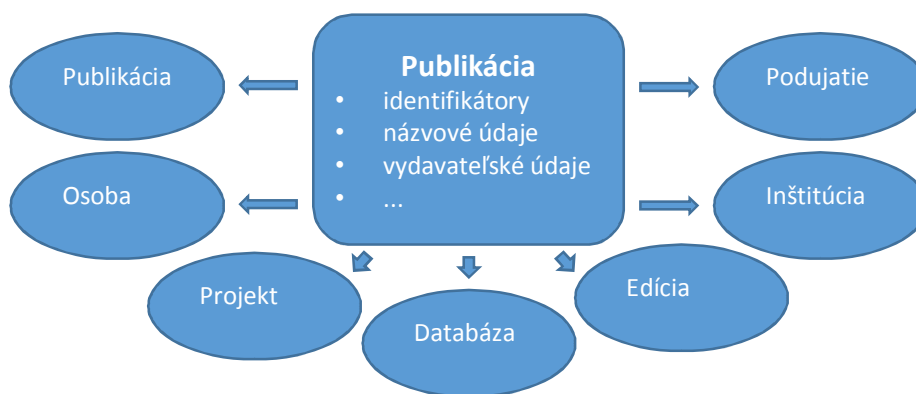 Publikácia
• identifikátory
• názvové údaje
• vydavateľské údaje
• ...
Publikácia
Podujatie
Osoba
Inštitúcia
Projekt
Databáza
Edícia